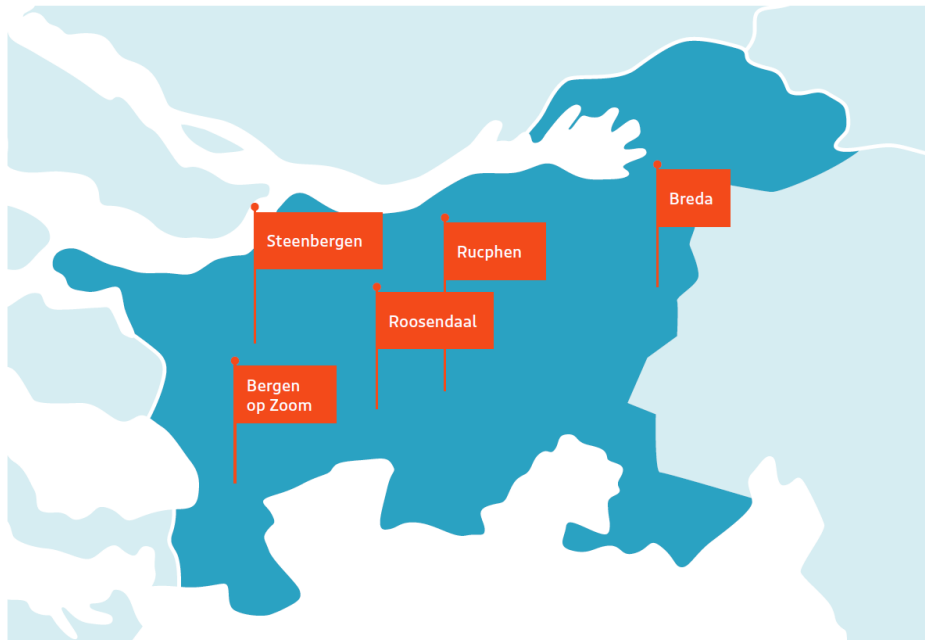 Breda
Steenbergen
Rucphen
Roosendaal
Bergen
op Zoom